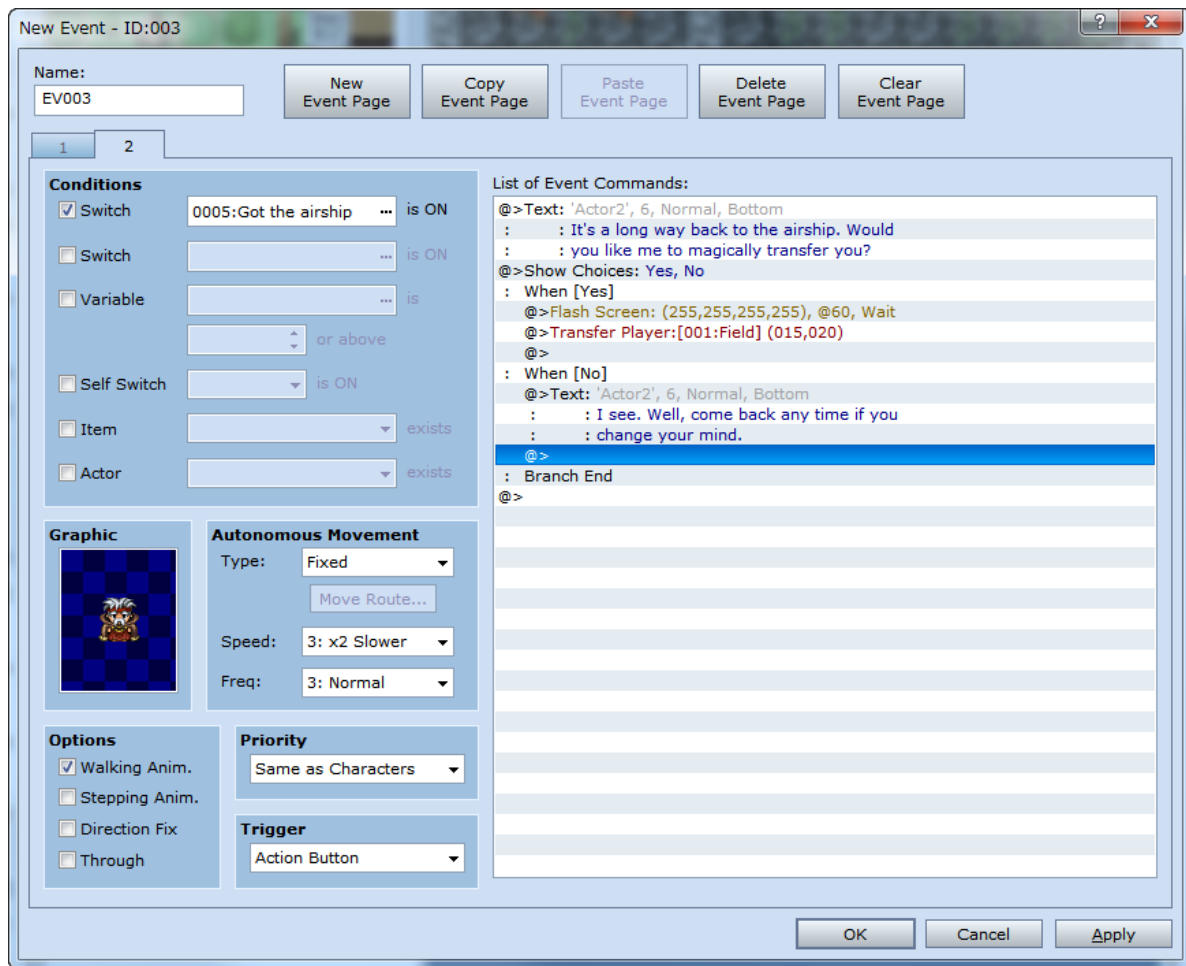 New Event - ID:003
?
X
Name:
EV003
New
Event Page
Copy
Event Page
Paste
Event Page
Delete
Event Page
Clear
Event Page
1
2
Conditions
Switch 0005:Got the airship ... is ON
Switch ... is ON
Variable ... is
or above
Self Switch is ON
Item exists
Actor exists
Graphic
Autonomous Movement
Type: Fixed
Move Route...
Speed: 3: x2 Slower
Freq: 3: Normal
Options
Walking Anim.
Stepping Anim.
Direction Fix
Through
Priority
Same as Characters
Trigger
Action Button
List of Event Commands:
@>Text: 'Actor2', 6, Normal, Bottom
: : It's a long way back to the airship. Would
: : you like me to magically transfer you?
@>Show Choices: Yes, No
: When [Yes]
@>Flash Screen: (255,255,255,255), @60, Wait
@>Transfer Player:[001:Field] (015,020)
@>
: When [No]
@>Text: 'Actor2', 6, Normal, Bottom
: : I see. Well, come back any time if you
: : change your mind.
@>
: Branch End
@>
OK
Cancel
Apply